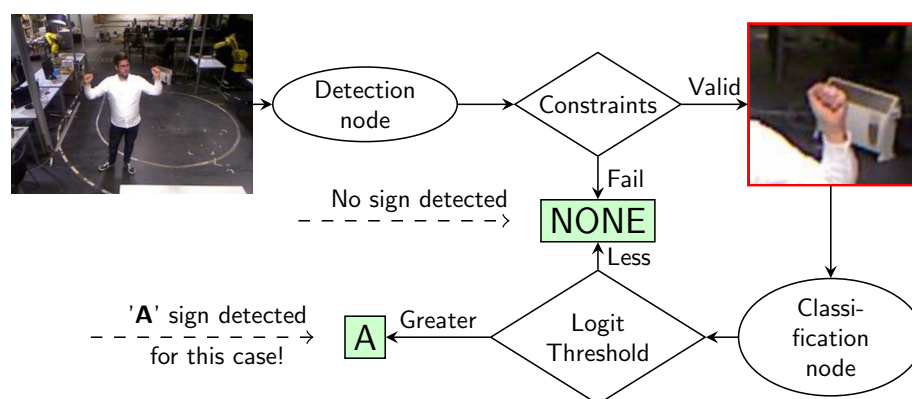 Detection
node
Constraints
Valid
Fail
No sign detected
NONE
Less
'A' sign detected
for this case!
A
Greater
Logit
Threshold
Classi-
fication
node